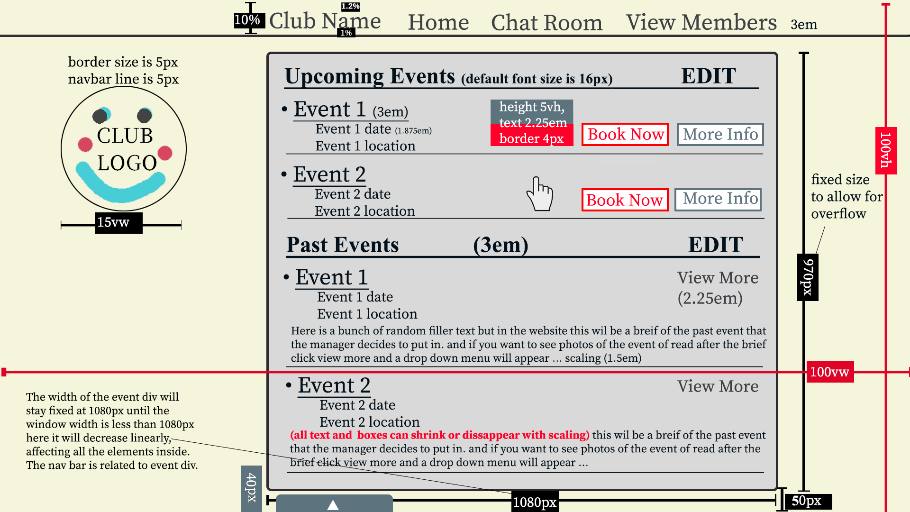 10%
Club Name
1.2%
1%
Home
Chat Room
View Members
3em
border size is 5px
navbar line is 5px
CLUB
LOGO
15vw
Upcoming Events (default font size is 16px)
EDIT
• Event 1 (3em)
Event 1 date (1.875em)
Event 1 location
height 5vh,
text 2.25em
border 4px
Book Now
More Info
• Event 2
Event 2 date
Event 2 location
Book Now
More Info
Past Events
(3em)
EDIT
• Event 1
Event 1 date
Event 1 location
View More
(2.25em)
Here is a bunch of random filler text but in the website this wil be a breif of the past event that
the manager decides to put in. and if you want to see photos of the event of read after the brief
click view more and a drop down menu will appear ... scaling (1.5em)
• Event 2
Event 2 date
Event 2 location
View More
(all text and boxes can shrink or dissappear with scaling) this wil be a breif of the past event
that the manager decides to put in. and if you want to see photos of the event of read after the
brief click view more and a drop down menu will appear ...
100vh
fixed size
to allow for
overflow
970px
100vw
The width of the event div will
stay fixed at 1080px until the
window width is less than 1080px
here it will decrease linearly,
affecting all the elements inside.
The nav bar is related to event div.
40px
1080px
50px